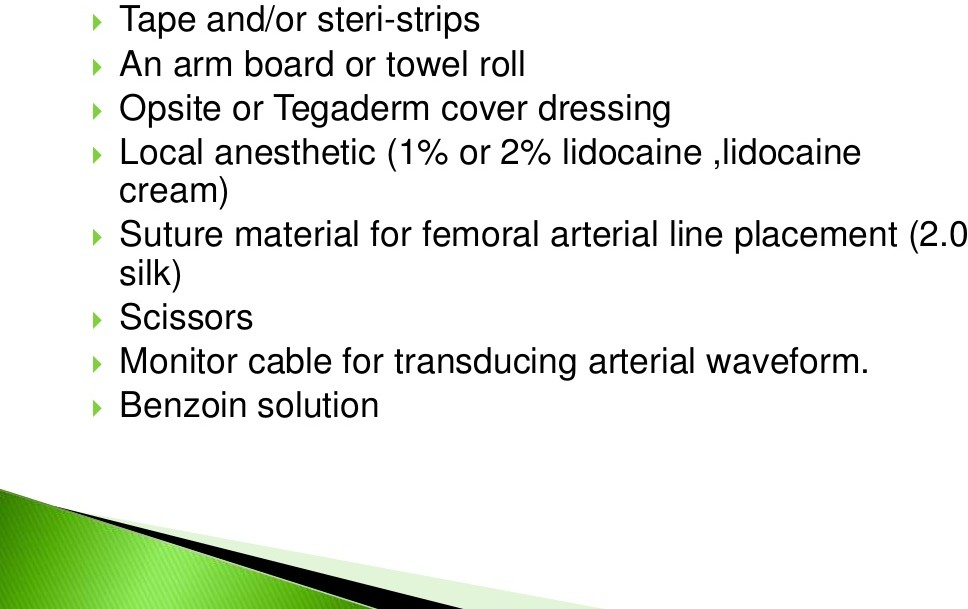 Tape and/or steri-strips
An arm board or towel roll
Opsite or Tegaderm cover dressing
Local anesthetic (1% or 2% lidocaine ,lidocaine
cream)
Suture material for femoral arterial line placement (2.0
silk)
Scissors
Monitor cable for transducing arterial waveform.
Benzoin solution